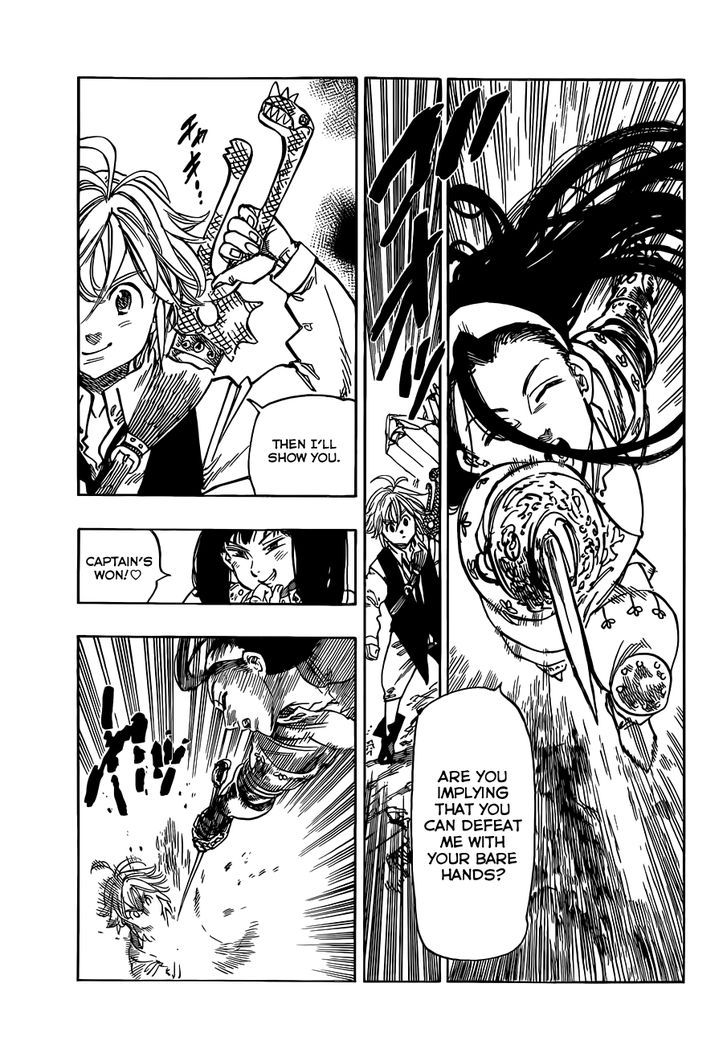 ARE YOU
IMPLYING
THAT YOU
CAN DEFEAT
ME WITH
YOUR BARE
HANDS?
THEN I'LL
SHOW YOU.
チャキ…
CAPTAIN'S
WON!♡